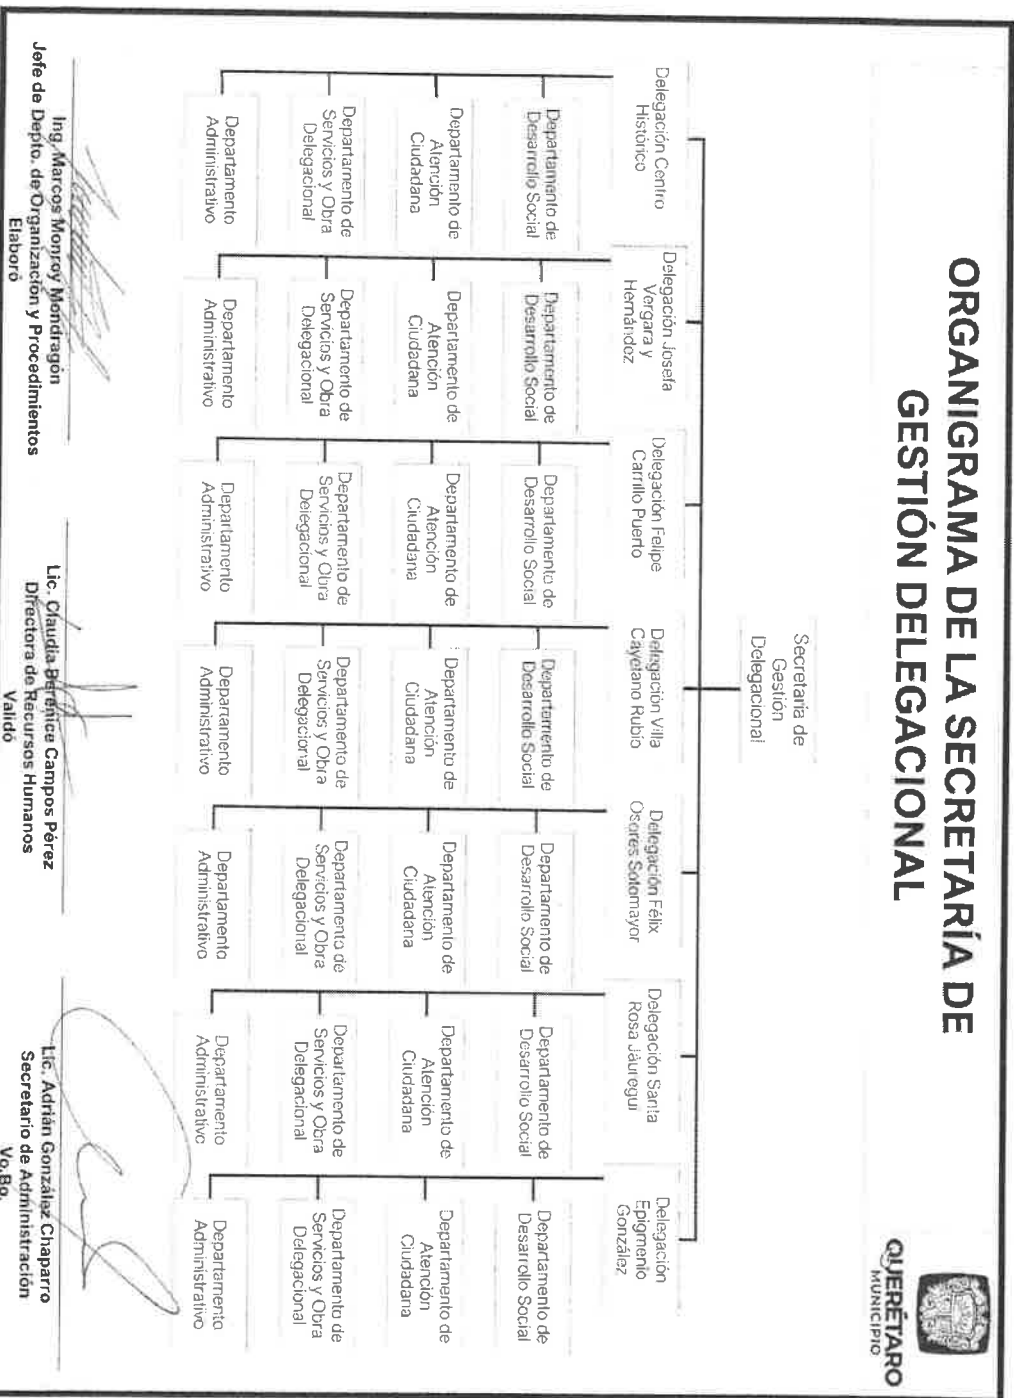 ORGANIGRAMA DE LA SECRETARÍA DE
GESTIÓN DELEGACIONAL
QUERÉTARO
MUNICIPIO
Secretaria de
Gestión
Delegacional
Delegación Centro
Histórico
Departamento de
Desarrollo Social
Departamento de
Atención
Ciudadana
Departamento de
Servicios y Obra
Delegacional
Departamento
Administrativo
Delegación Josefa
Vergara y
Hernández
Departamento de
Desarrollo Social
Departamento de
Atención
Ciudadana
Departamento de
Servicios y Obra
Delegacional
Departamento
Administrativo
Delegación Felipe
Carrillo Puerto
Departamento de
Desarrollo Social
Departamento de
Atención
Ciudadana
Departamento de
Servicios y Obra
Delegacional
Departamento
Administrativo
Delegación Villa
Cayetano Rubio
Departamento de
Desarrollo Social
Departamento de
Atención
Ciudadana
Departamento de
Servicios y Obra
Delegacional
Departamento
Administrativo
Delegación Félix
Osores Sotomayor
Departamento de
Desarrollo Social
Departamento de
Atención
Ciudadana
Departamento de
Servicios y Obra
Delegacional
Departamento
Administrativo
Delegación Santa
Rosa Jáuregui
Departamento de
Desarrollo Social
Departamento de
Atención
Ciudadana
Departamento de
Servicios y Obra
Delegacional
Departamento
Administrativo
Delegación
Epigmenio
González
Departamento de
Desarrollo Social
Departamento de
Atención
Ciudadana
Departamento de
Servicios y Obra
Delegacional
Departamento
Administrativo
Ing. Marcos Monroy Mondragón
Jefe de Depto. de Organización y Procedimientos
Elaboró
Lic. Claudia Berenice Campos Pérez
Directora de Recursos Humanos
Validó
Lic. Adrián González Chaparro
Secretario de Administración
Vo.Bo.